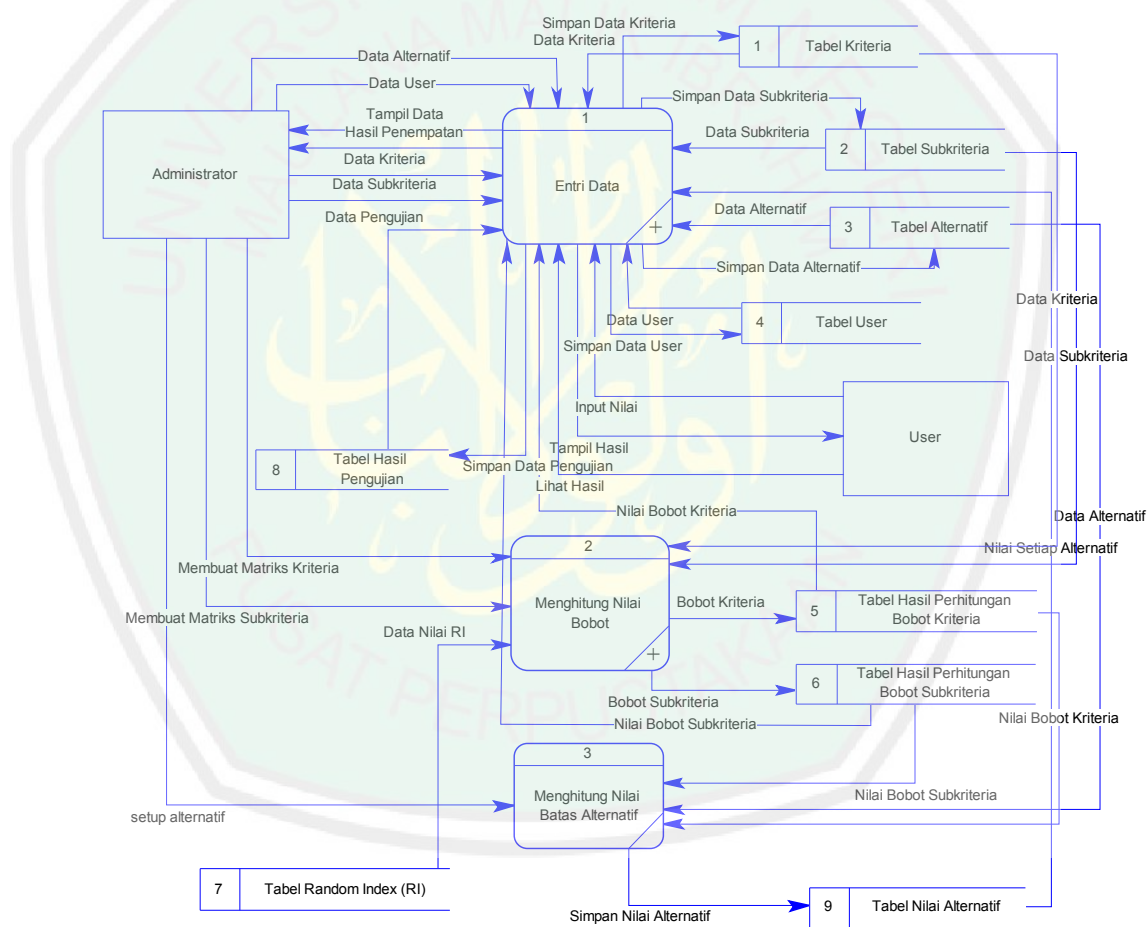 Simpan Data Kriteria
Data Kriteria
1
Tabel Kriteria
Data Alternatif
Data User
Tampil Data
Hasil Penempatan
Data Kriteria
Data Subkriteria
Data Pengujian
Administrator
1
Entri Data
+
Simpan Data Subkriteria
Data Subkriteria
2
Tabel Subkriteria
Data Alternatif
3
Tabel Alternatif
Simpan Data Alternatif
Data User
Simpan Data User
4
Tabel User
Data Kriteria
Data Subkriteria
Input Nilai
User
Tampil Hasil
Simpan Data Pengujian
Lihat Hasil
8
Tabel Hasil
Pengujian
Nilai Bobot Kriteria
Data Alternatif
Nilai Setiap Alternatif
2
Menghitung Nilai
Bobot
+
Membuat Matriks Kriteria
Membuat Matriks Subkriteria
Data Nilai RI
Bobot Kriteria
5
Tabel Hasil Perhitungan
Bobot Kriteria
6
Tabel Hasil Perhitungan
Bobot Subkriteria
Bobot Subkriteria
Nilai Bobot Subkriteria
Nilai Bobot Kriteria
3
Menghitung Nilai
Batas Alternatif
Nilai Bobot Subkriteria
setup alternatif
7
Tabel Random Index (RI)
Simpan Nilai Alternatif
9
Tabel Nilai Alternatif
PUSAT PERPUSTAKAAN